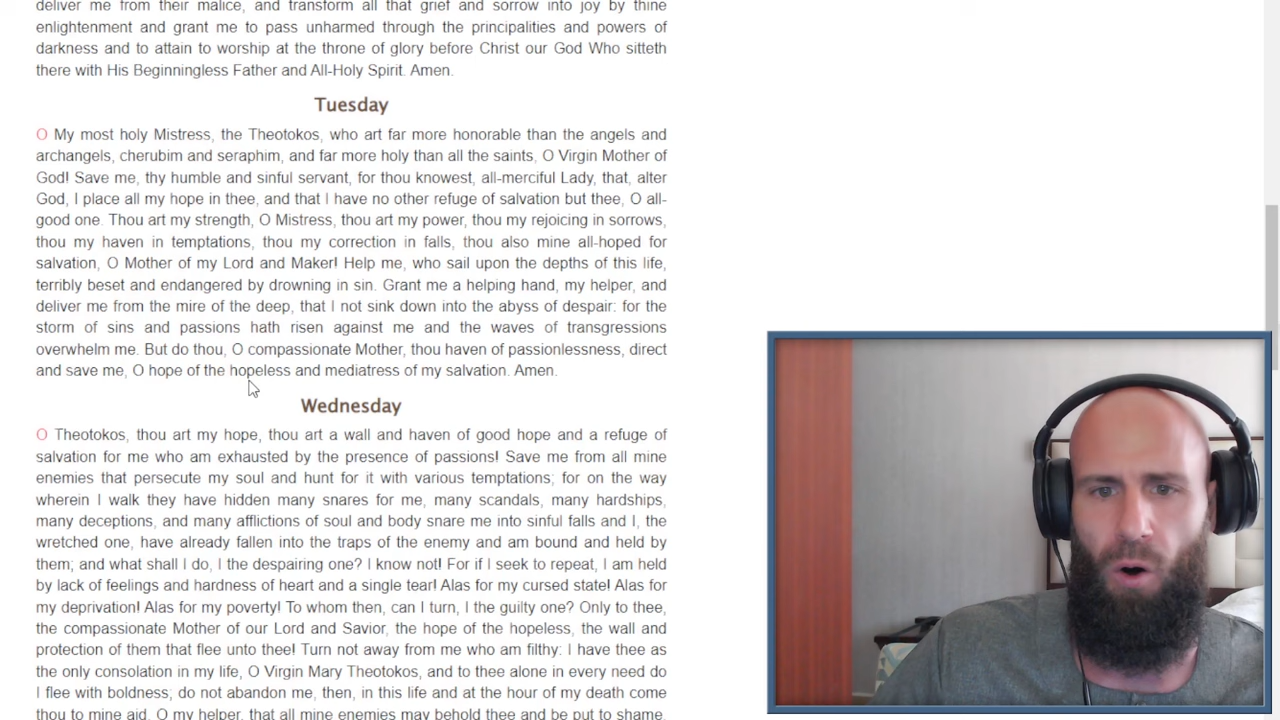 deliver me from their malice, and transform all that grief and sorrow into joy by thine
enlightenment and grant me to pass unharmed through the principalities and powers of
darkness and to attain to worship at the throne of glory before Christ our God Who sitteth
there with His Beginningless Father and All-Holy Spirit. Amen.
Tuesday
O My most holy Mistress, the Theotokos, who art far more honorable than the angels and
archangels, cherubim and seraphim, and far more holy than all the saints, O Virgin Mother of
God! Save me, thy humble and sinful servant, for thou knowest, all-merciful Lady, that, alter
God, I place all my hope in thee, and that I have no other refuge of salvation but thee, O all-
good one. Thou art my strength, O Mistress, thou art my power, thou my rejoicing in sorrows,
thou my haven in temptations, thou my correction in falls, thou also mine all-hoped for
salvation, O Mother of my Lord and Maker! Help me, who sail upon the depths of this life,
terribly beset and endangered by drowning in sin. Grant me a helping hand, my helper, and
deliver me from the mire of the deep, that I not sink down into the abyss of despair: for the
storm of sins and passions hath risen against me and the waves of transgressions
overwhelm me. But do thou, O compassionate Mother, thou haven of passionlessness, direct
and save me, O hope of the hopeless and mediatress of my salvation. Amen.
Wednesday
O Theotokos, thou art my hope, thou art a wall and haven of good hope and a refuge of
salvation for me who am exhausted by the presence of passions! Save me from all mine
enemies that persecute my soul and hunt for it with various temptations; for on the way
wherein I walk they have hidden many snares for me, many scandals, many hardships,
many deceptions, and many afflictions of soul and body snare me into sinful falls and I, the
wretched one, have already fallen into the traps of the enemy and am bound and held by
them; and what shall I do, I the despairing one? I know not! For if I seek to repeat, I am held
by lack of feelings and hardness of heart and a single tear! Alas for my cursed state! Alas for
my deprivation! Alas for my poverty! To whom then, can I turn, I the guilty one? Only to thee,
the compassionate Mother of our Lord and Savior, the hope of the hopeless, the wall and
protection of them that flee unto thee! Turn not away from me who am filthy: I have thee as
the only consolation in my life, O Virgin Mary Theotokos, and to thee alone in every need do
I flee with boldness; do not abandon me, then, in this life and at the hour of my death come
thou to mine aid. O my helper, that all mine enemies may behold thee and be put to shame.